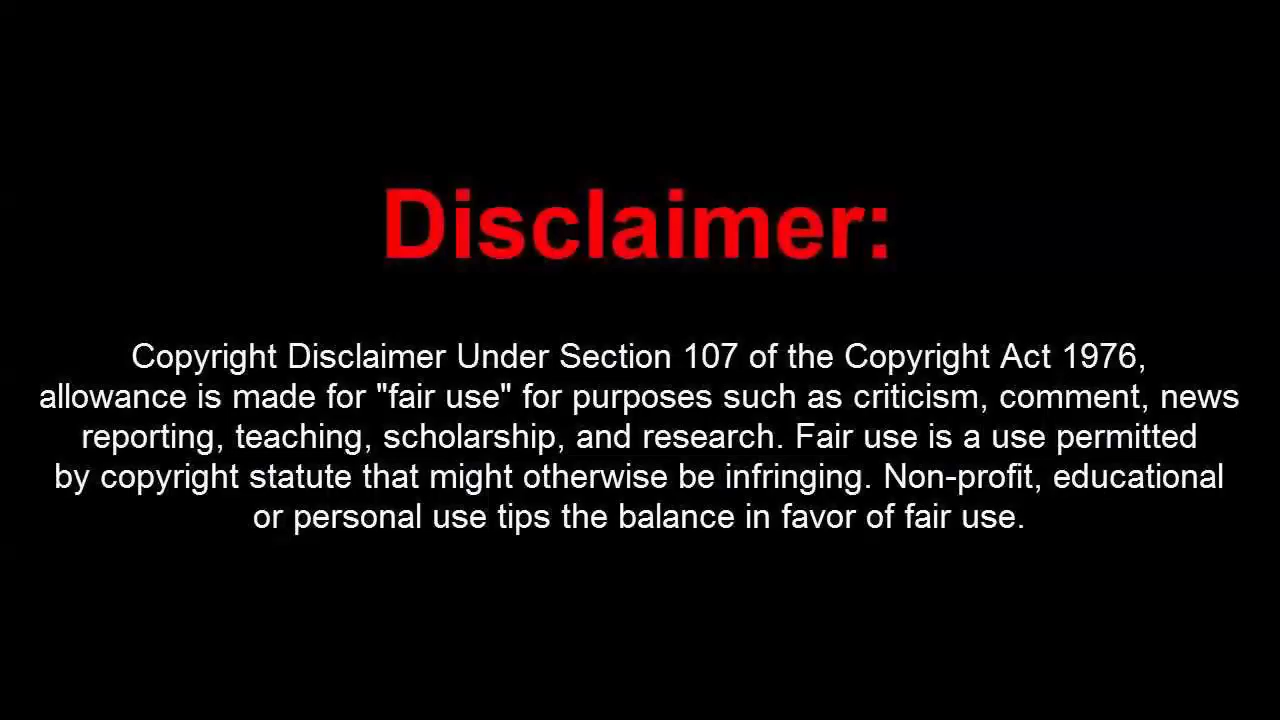 Disclaimer:
Copyright Disclaimer Under Section 107 of the Copyright Act 1976,
allowance is made for "fair use" for purposes such as criticism, comment, news
reporting, teaching, scholarship, and research. Fair use is a use permitted
by copyright statute that might otherwise be infringing. Non-profit, educational
or personal use tips the balance in favor of fair use.